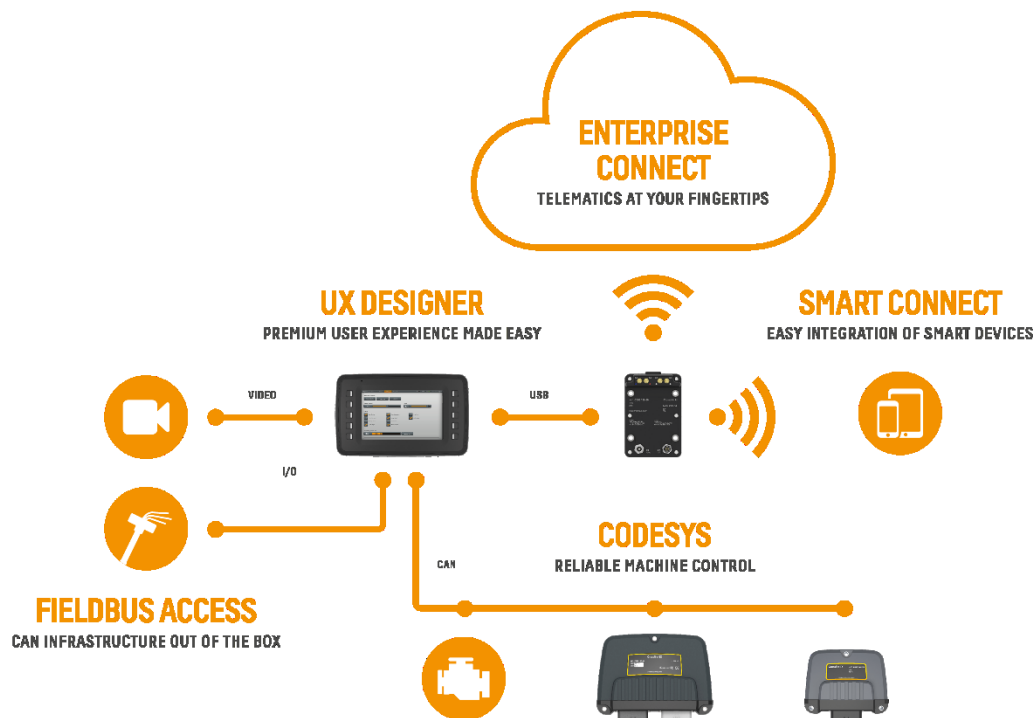 ENTERPRISE
CONNECT
TELEMATICS AT YOUR FINGERTIPS
UX DESIGNER
PREMIUM USER EXPERIENCE MADE EASY
SMART CONNECT
EASY INTEGRATION OF SMART DEVICES
VIDEO
USB
I/O
CODESYS
RELIABLE MACHINE CONTROL
CAN
FIELDBUS ACCESS
CAN INFRASTRUCTURE OUT OF THE BOX